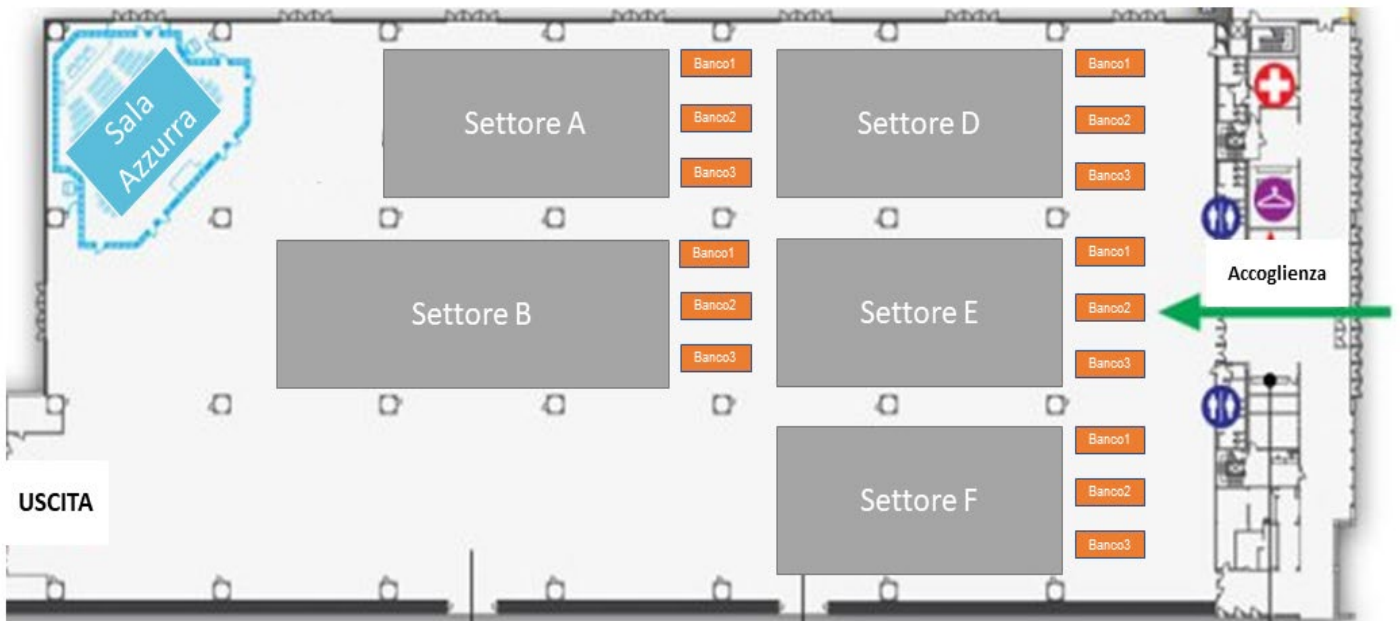 Sala
Azzurra
Settore A
Banco1
Banco2
Banco3
Settore D
Banco1
Banco2
Banco3
Settore B
Banco1
Banco2
Banco3
Settore E
Banco1
Banco2
Banco3
Accoglienza
Settore F
Banco1
Banco2
Banco3
USCITA